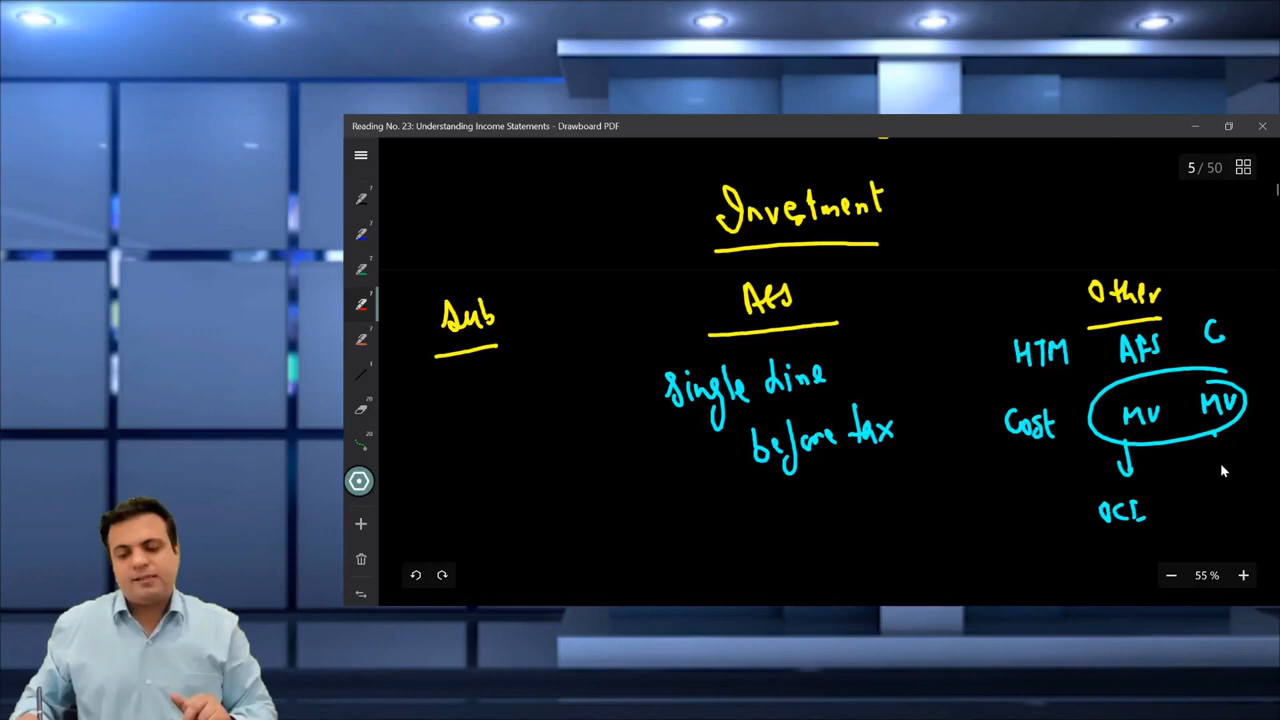 Reading No. 23: Understanding Income Statements - Drawboard PDF
5 / 50
Investment
Sub
Ass
Other
HTM AFS
Single Line
before tax
Cost MV MV
OCI
55 %